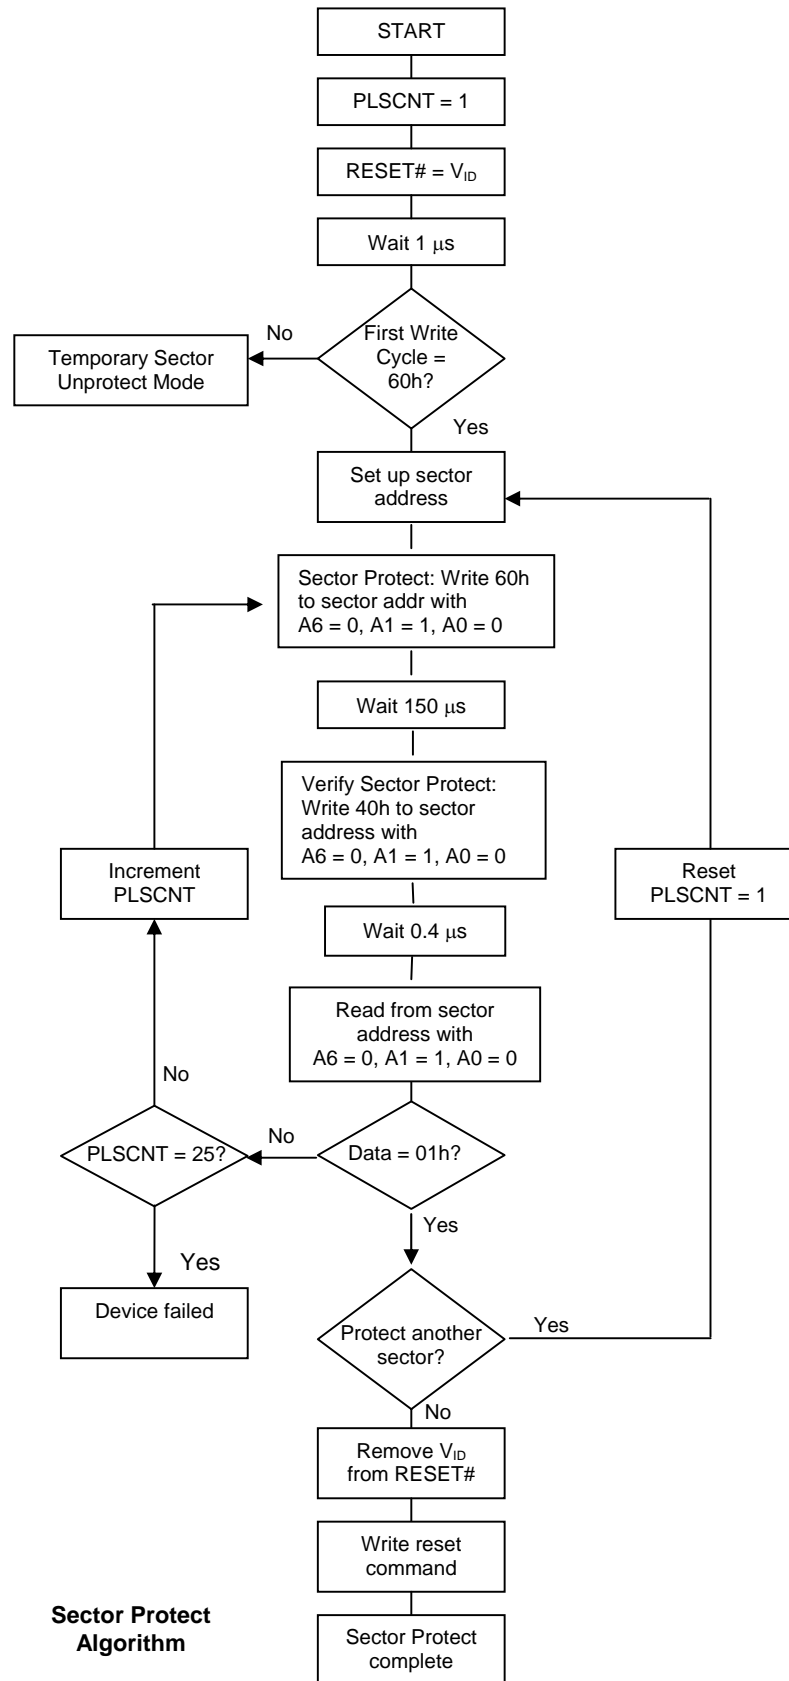 START
PLSCNT = 1
RESET# = VID
Wait 1 μs
No
First Write
Cycle =
60h?
Temporary Sector
Unprotect Mode
Yes
Set up sector
address
Sector Protect: Write 60h
to sector addr with
A6 = 0, A1 = 1, A0 = 0
Wait 150 μs
Verify Sector Protect:
Write 40h to sector
address with
A6 = 0, A1 = 1, A0 = 0
Increment
PLSCNT
Reset
PLSCNT = 1
Wait 0.4 μs
Read from sector
address with
A6 = 0, A1 = 1, A0 = 0
No
PLSCNT = 25?
No
Data = 01h?
Yes
Yes
Device failed
Protect another
sector?
Yes
No
Remove VID
from RESET#
Write reset
command
Sector Protect
Algorithm
Sector Protect
complete